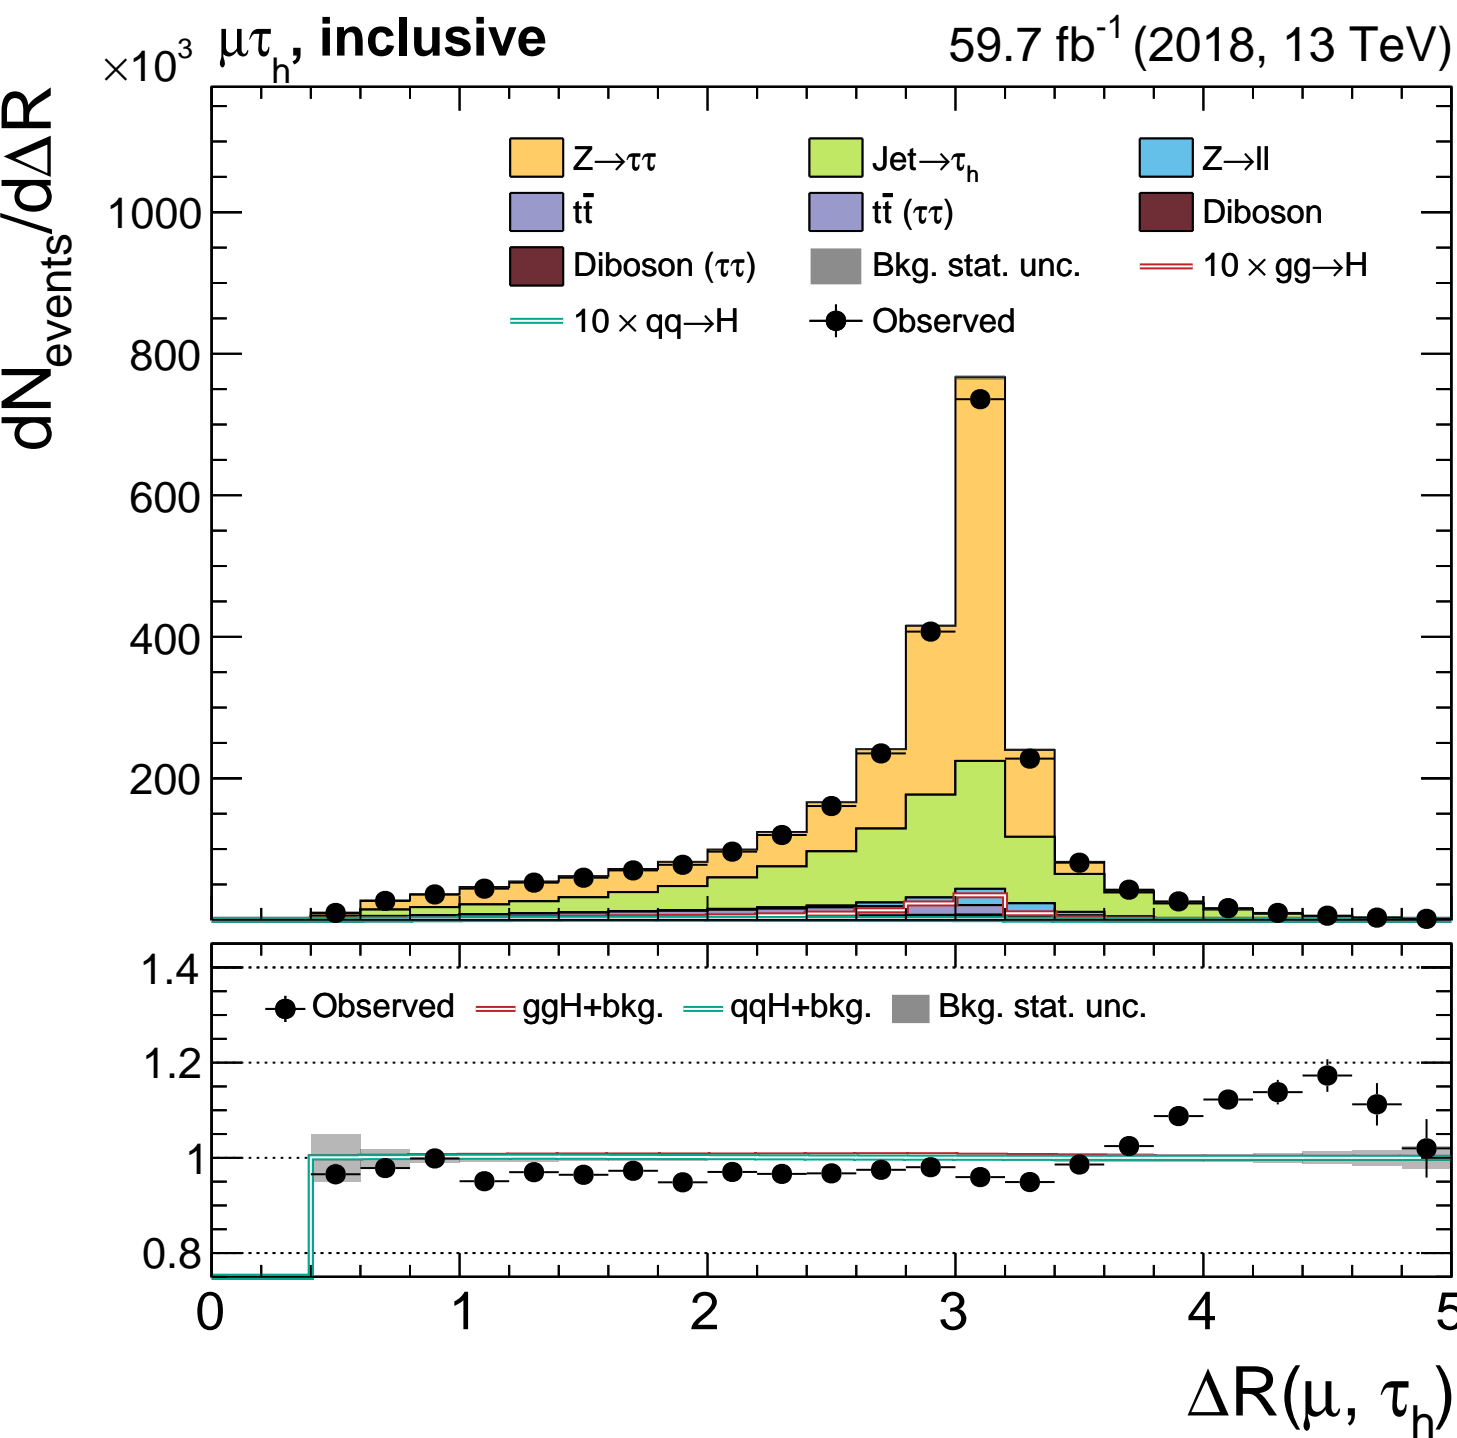 ×10³ μτₕ, inclusive 59.7 fb⁻¹ (2018, 13 TeV)
dN_events/dΔR
Z→ττ Jet→τₕ Z→ll
tt̄ tt̄ (ττ) Diboson
Diboson (ττ) Bkg. stat. unc. 10 × gg→H
10 × qq→H Observed
1000
800
600
400
200
1.4
Observed ggH+bkg. qqH+bkg. Bkg. stat. unc.
1.2
1
0.8
0 1 2 3 4 5
ΔR(μ, τₕ)